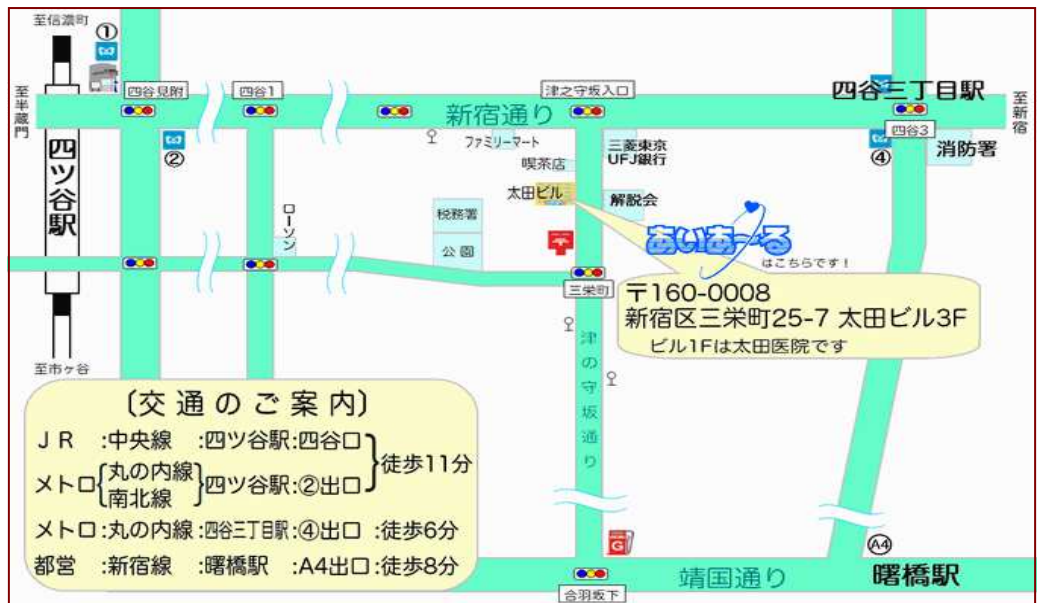 至信濃町
①
四谷見附
四谷1
津之守坂入口
四谷三丁目駅
至半蔵門
新宿通り
至新宿
四谷3
②
ファミリーマート
三菱東京
UFJ銀行
④
消防署
四ツ谷駅
喫茶店
太田ビル
解説会
ローソン
税務署
あいあ~る
公園
はこちらです!
三栄町
〒160-0008
新宿区三栄町25-7 太田ビル3F
ビル1Fは太田医院です
至市ヶ谷
津の守坂通り
〔交通のご案内〕
JR :中央線 :四ツ谷駅:四谷口
メトロ{丸の内線 南北線}四ツ谷駅:②出口}徒歩11分
メトロ:丸の内線:四谷三丁目駅:④出口:徒歩6分
都営 :新宿線 :曙橋駅 :A4出口:徒歩8分
G
A4
靖国通り
曙橋駅
合羽坂下